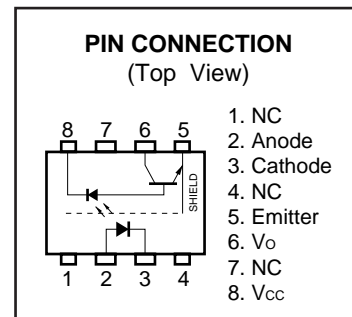 PIN CONNECTION
(Top View)
8 7 6 5
SHIELD
1 2 3 4
1. NC
2. Anode
3. Cathode
4. NC
5. Emitter
6. Vo
7. NC
8. Vcc